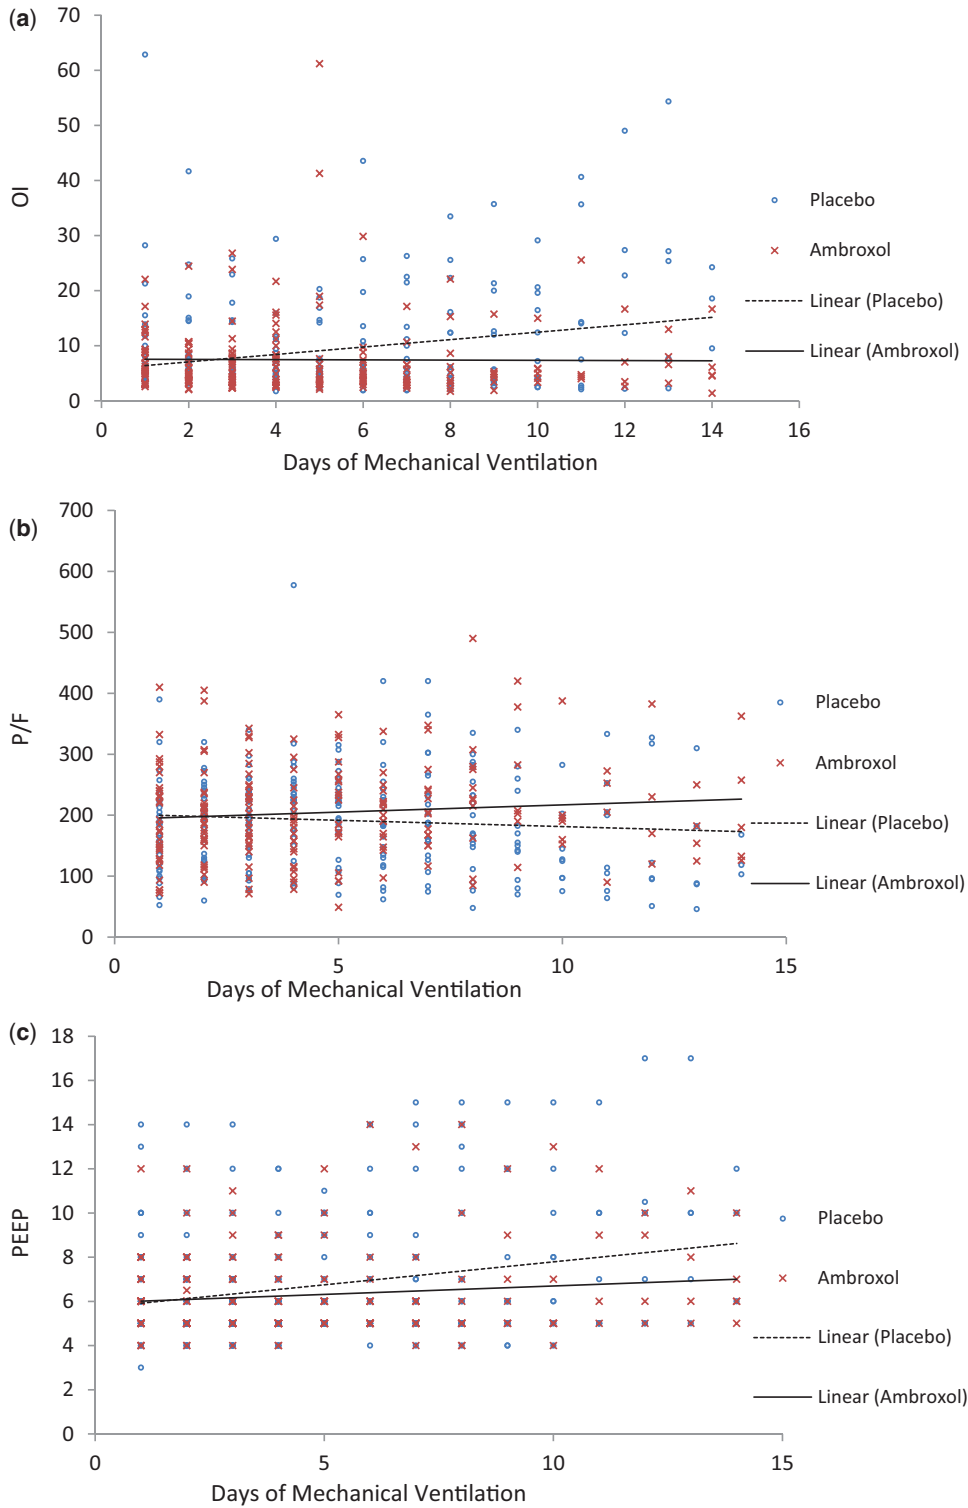 (a)
70
60
50
40
30
20
10
0
OI
0 2 4 6 8 10 12 14 16
Days of Mechanical Ventilation
Placebo
Ambroxol
Linear (Placebo)
Linear (Ambroxol)
(b)
700
600
500
400
300
200
100
0
P/F
0 5 10 15
Days of Mechanical Ventilation
Placebo
Ambroxol
Linear (Placebo)
Linear (Ambroxol)
(c)
18
16
14
12
10
8
6
4
2
0
PEEP
0 5 10 15
Days of Mechanical Ventilation
Placebo
Ambroxol
Linear (Placebo)
Linear (Ambroxol)